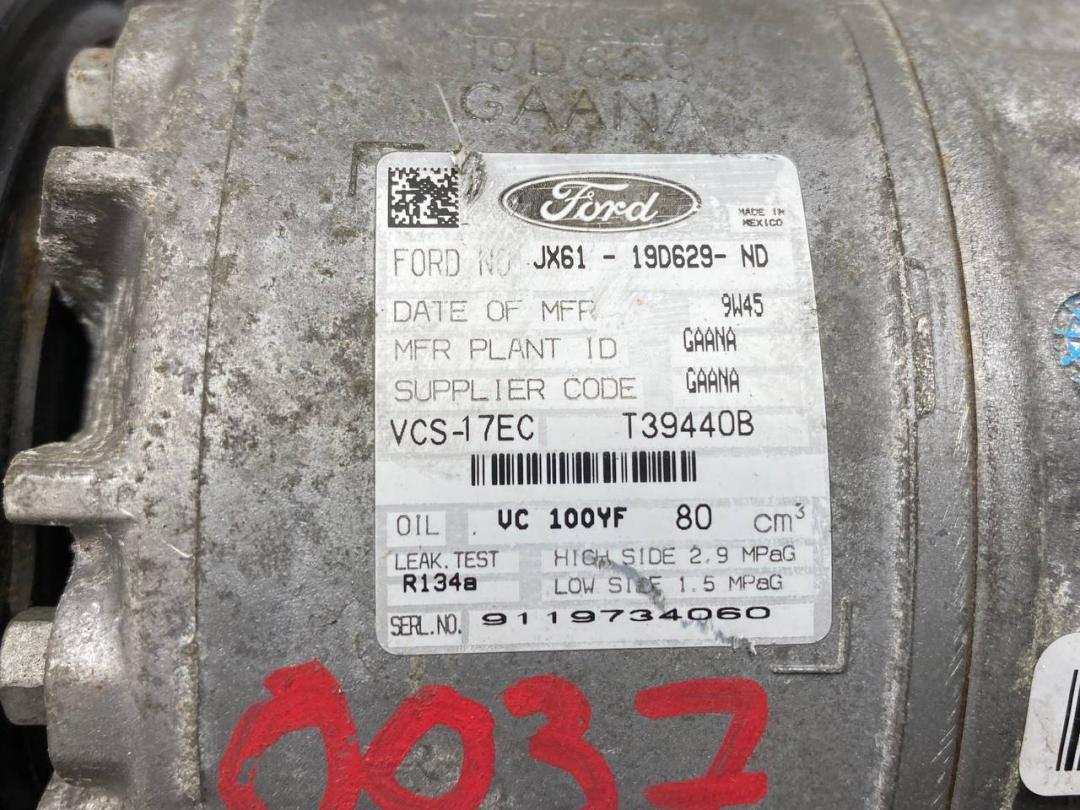 19D629
GAANA
Ford
MADE IN
MEXICO
FORD NO JX61 - 19D629- ND
DATE OF MFR 9W45
MFR PLANT ID GAANA
SUPPLIER CODE GAANA
VCS-17EC T39440B
OIL VC 100YF 80 cm³
LEAK.TEST HIGH SIDE 2.9 MPaG
R134a LOW SIDE 1.5 MPaG
SERL.NO. 9119734060
0037